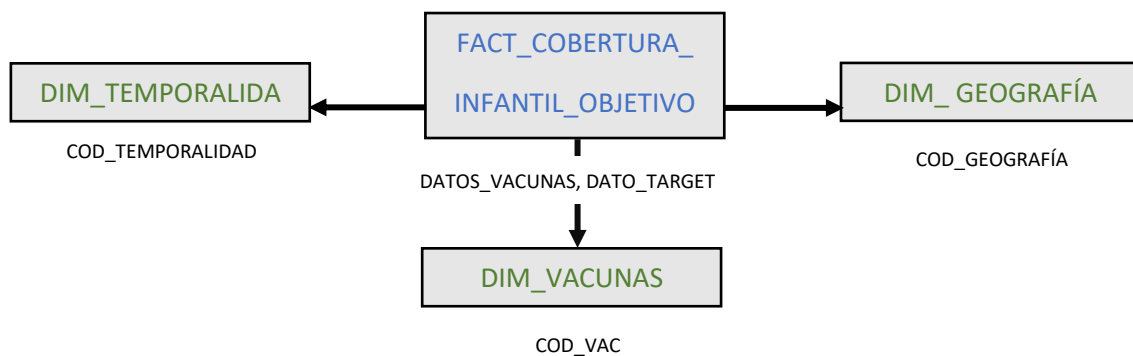 FACT_COBERTURA_
INFANTIL_OBJETIVO
DIM_TEMPORALIDA
DIM_ GEOGRAFÍA
COD_TEMPORALIDAD
COD_GEOGRAFÍA
DATOS_VACUNAS, DATO_TARGET
DIM_VACUNAS
COD_VAC